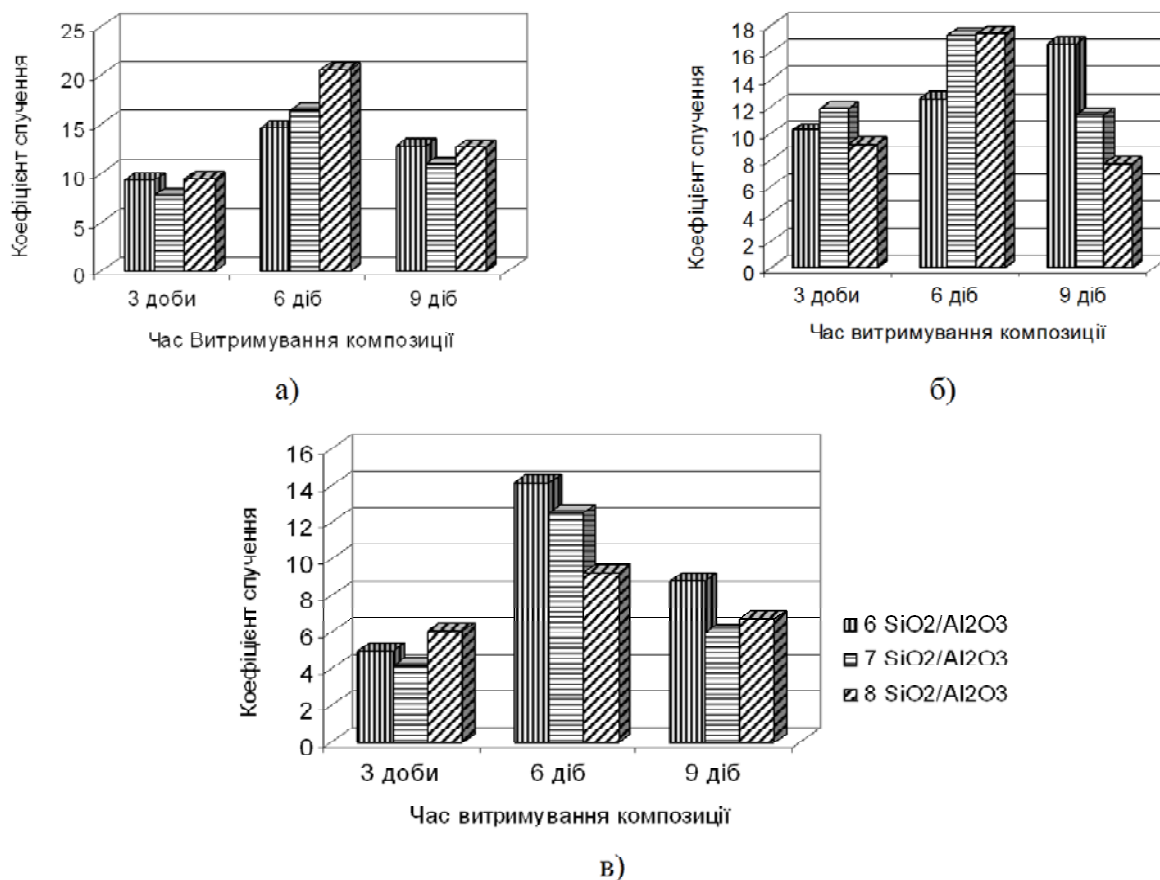 25
20
15
10
5
0
Коефіцієнт спучення
3 доби 6 діб 9 діб
Час Витримування композиції
а)
18
16
14
12
10
8
6
4
2
0
Коефіцієнт спучення
3 доби 6 діб 9 діб
Час витримування композиції
б)
16
14
12
10
8
6
4
2
0
Коефіцієнт спучення
3 доби 6 діб 9 діб
Час витримування композиції
6 SiO2/Al2O3
7 SiO2/Al2O3
8 SiO2/Al2O3
в)